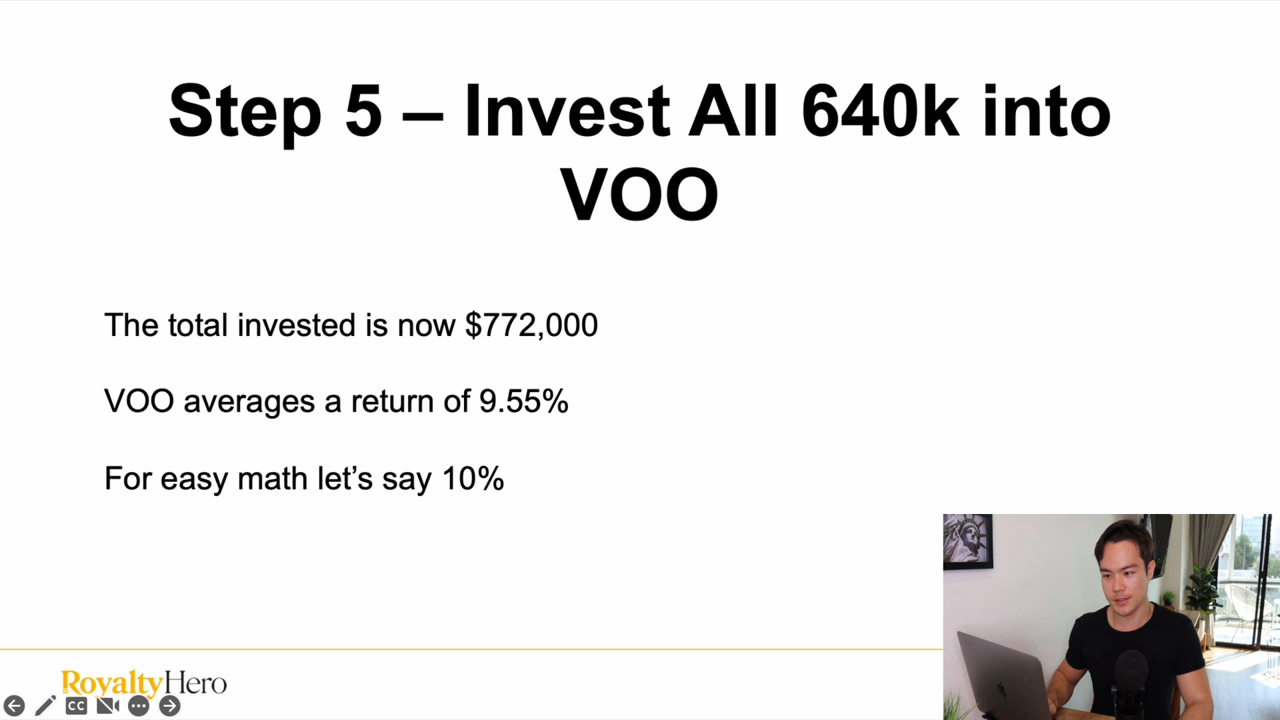 Step 5 – Invest All 640k into
VOO
The total invested is now $772,000
VOO averages a return of 9.55%
For easy math let’s say 10%
RoyaltyHero
CC